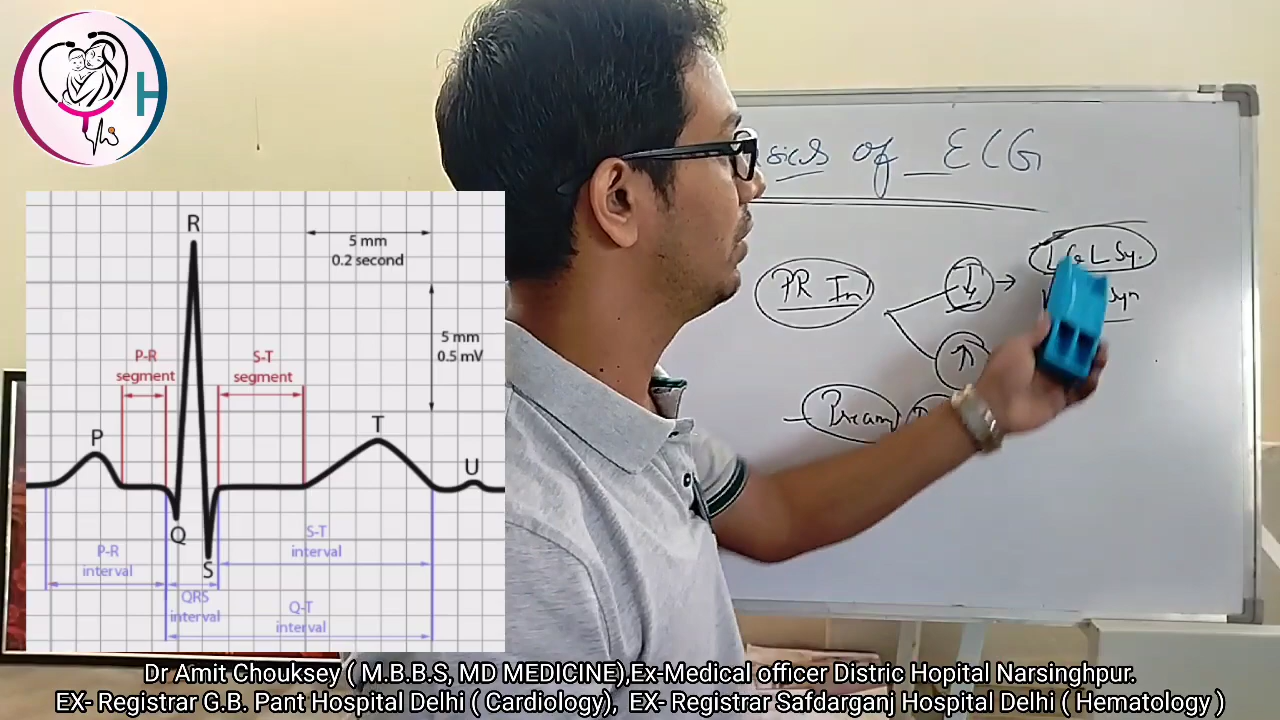 H
of ECG
R
5 mm
0.2 second
5 mm
0.5 mV
P-R
segment
S-T
segment
P
T
U
Q
S
P-R
interval
QRS
interval
S-T
interval
Q-T
interval
PR In
↓ →
↑
Dr Amit Chouksey ( M.B.B.S, MD MEDICINE),Ex-Medical officer Distric Hopital Narsinghpur.
EX- Registrar G.B. Pant Hospital Delhi ( Cardiology), EX- Registrar Safdarganj Hospital Delhi ( Hematology )